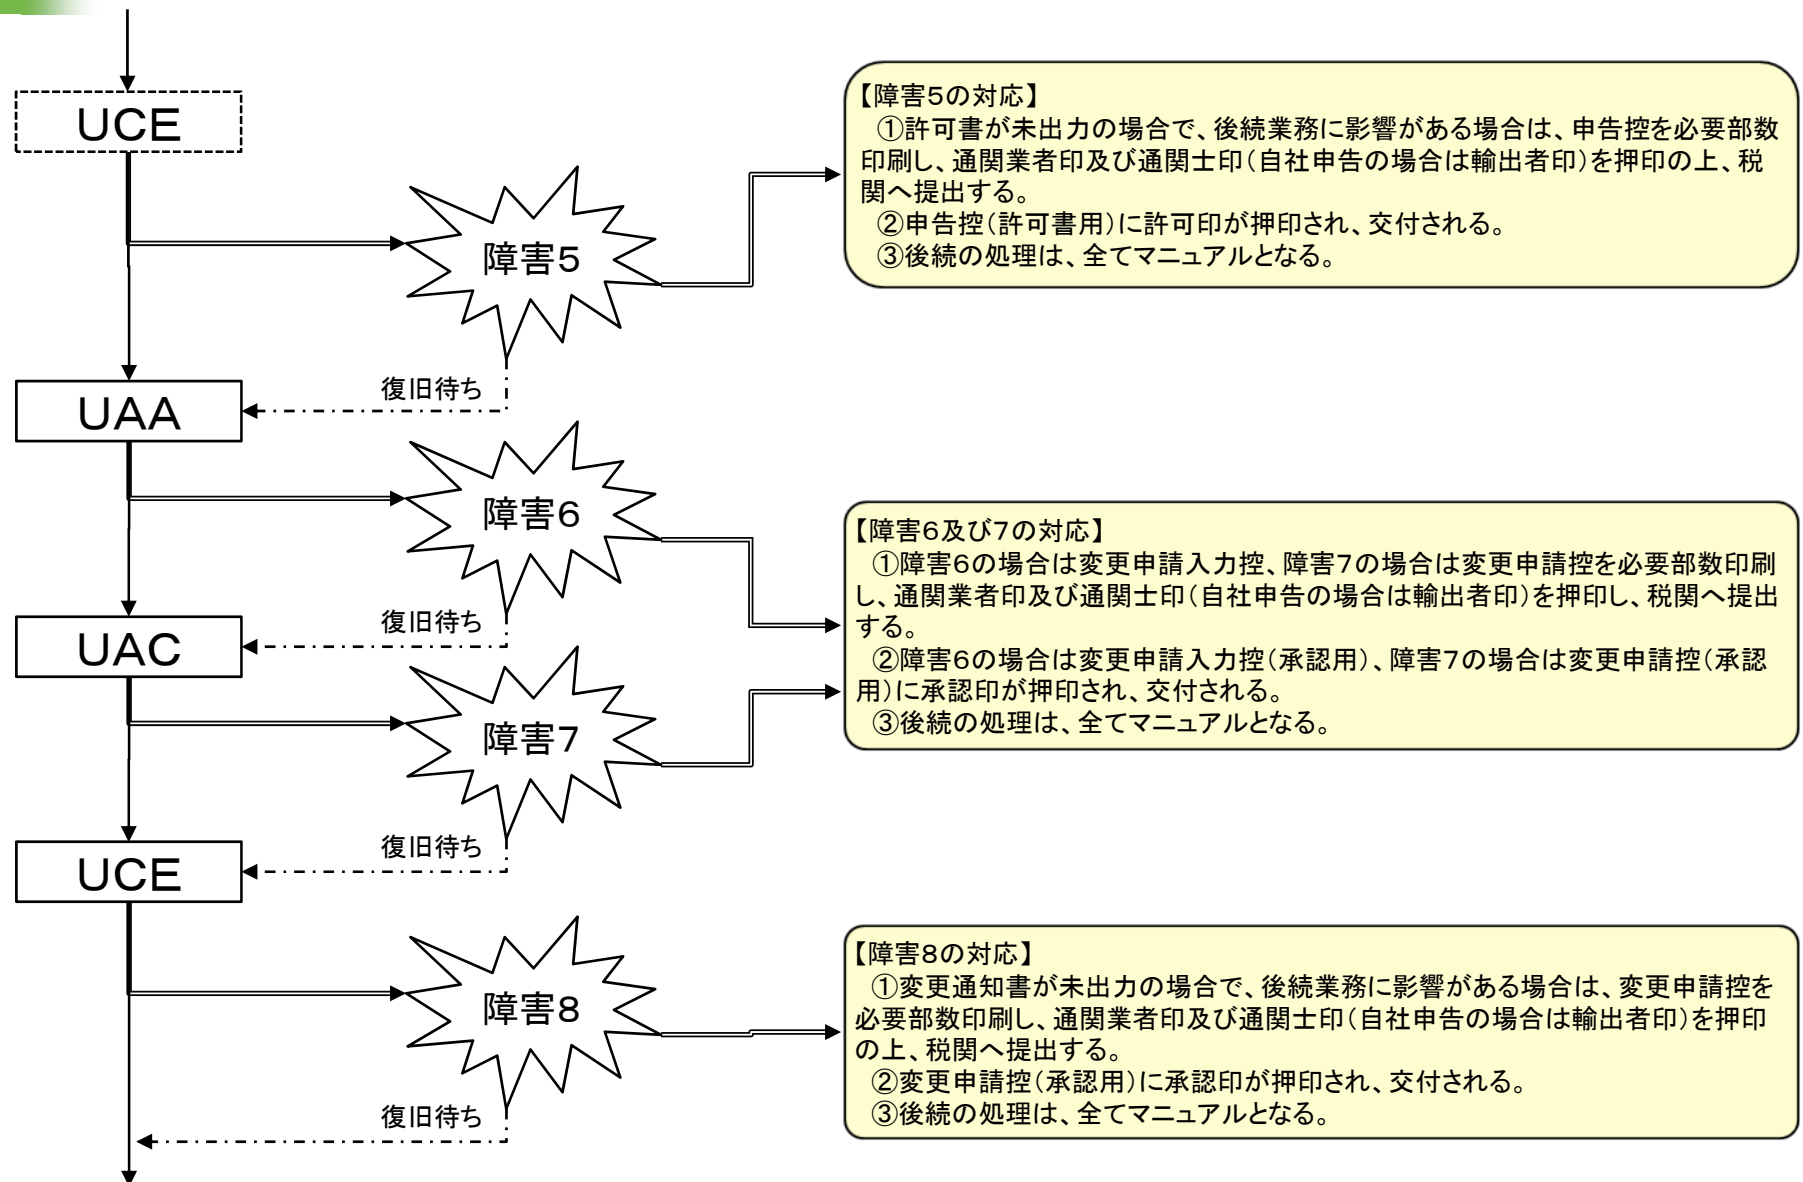 UCE
【障害5の対応】
①許可書が未出力の場合で、後続業務に影響がある場合は、申告控を必要部数
印刷し、通関業者印及び通関士印（自社申告の場合は輸出者印）を押印の上、税
関へ提出する。
②申告控（許可書用）に許可印が押印され、交付される。
③後続の処理は、全てマニュアルとなる。
障害5
復旧待ち
UAA
障害6
【障害6及び7の対応】
①障害6の場合は変更申請入力控、障害7の場合は変更申請控を必要部数印刷
し、通関業者印及び通関士印（自社申告の場合は輸出者印）を押印し、税関へ提出
する。
②障害6の場合は変更申請入力控（承認用）、障害7の場合は変更申請控（承認
用）に承認印が押印され、交付される。
③後続の処理は、全てマニュアルとなる。
復旧待ち
UAC
障害7
復旧待ち
UCE
障害8
【障害8の対応】
①変更通知書が未出力の場合で、後続業務に影響がある場合は、変更申請控を
必要部数印刷し、通関業者印及び通関士印（自社申告の場合は輸出者印）を押印
の上、税関へ提出する。
②変更申請控（承認用）に承認印が押印され、交付される。
③後続の処理は、全てマニュアルとなる。
復旧待ち